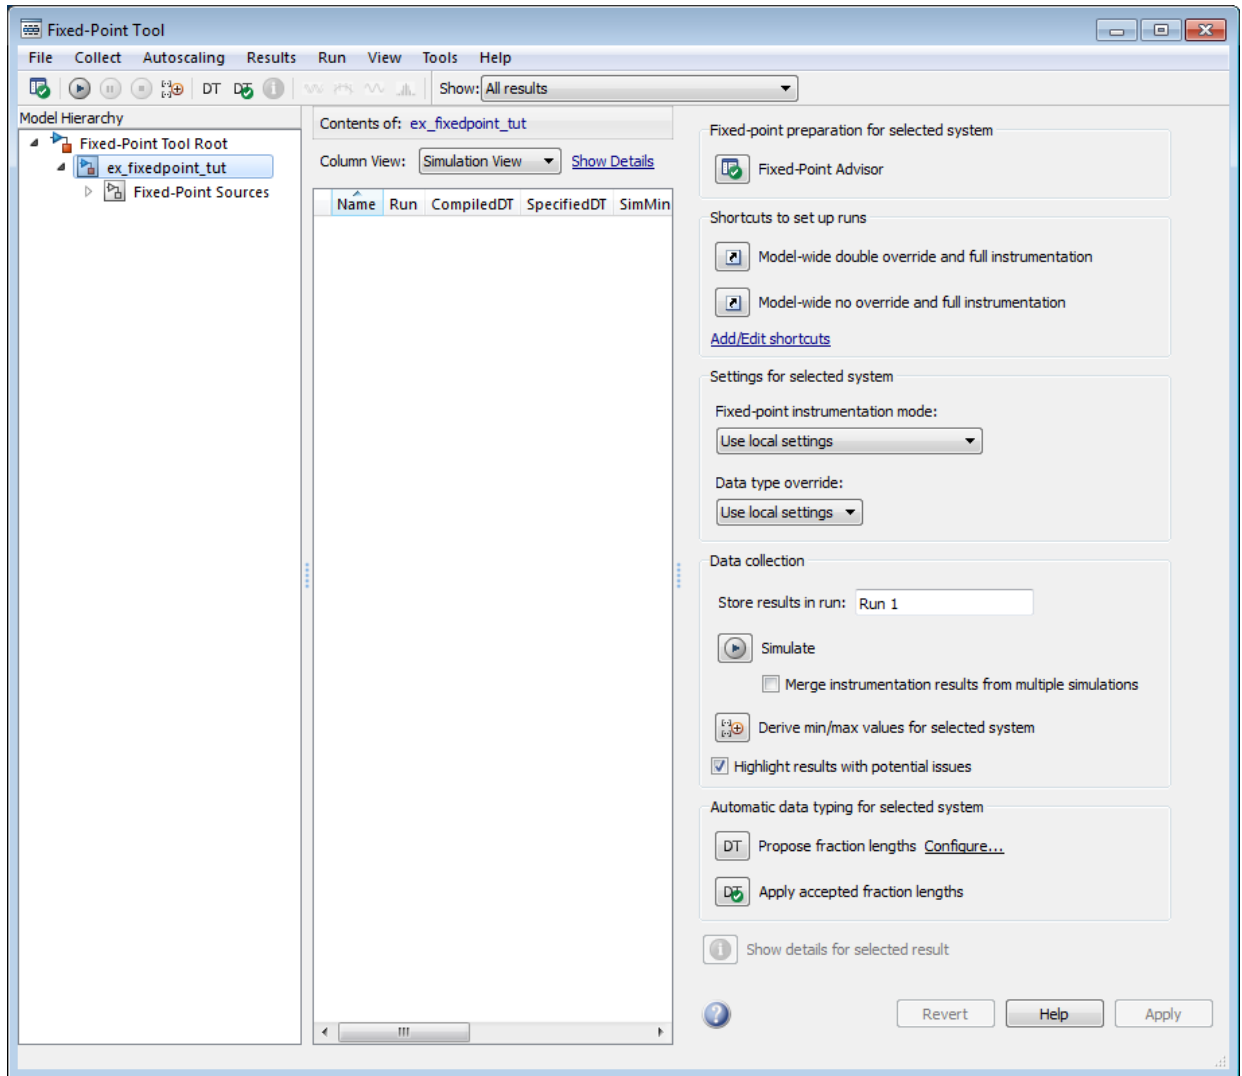 Fixed-Point Tool
File Collect Autoscaling Results Run View Tools Help
DT DT Show: All results
Model Hierarchy
Fixed-Point Tool Root
ex_fixedpoint_tut
Fixed-Point Sources
Contents of: ex_fixedpoint_tut
Column View: Simulation View Show Details
Name Run CompiledDT SpecifiedDT SimMin
Fixed-point preparation for selected system
Fixed-Point Advisor
Shortcuts to set up runs
Model-wide double override and full instrumentation
Model-wide no override and full instrumentation
Add/Edit shortcuts
Settings for selected system
Fixed-point instrumentation mode:
Use local settings
Data type override:
Use local settings
Data collection
Store results in run: Run 1
Simulate
Merge instrumentation results from multiple simulations
Derive min/max values for selected system
Highlight results with potential issues
Automatic data typing for selected system
DT Propose fraction lengths Configure...
DT Apply accepted fraction lengths
Show details for selected result
Revert Help Apply